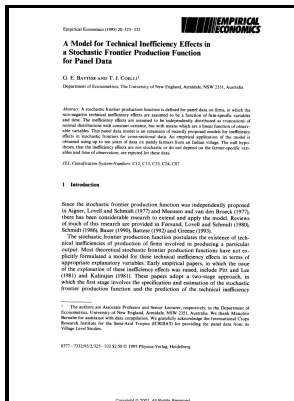 Empirical Economics (1995) 20:325-332
EMPIRICAL
ECONOMICS
A Model for Technical Inefficiency Effects in
a Stochastic Frontier Production Function
for Panel Data
G. E. BATTESE AND T. J. COELLI¹
Department of Econometrics, The University of New England, Armidale, NSW 2351, Australia
Abstract: A stochastic frontier production function is defined for panel data on firms, in which the
non-negative technical inefficiency effects are assumed to be a function of firm-specific variables
and time. The inefficiency effects are assumed to be independently distributed as truncations of
normal distributions with constant variance, but with means which are a linear function of observ-
able variables. This panel data model is an extension of recently proposed models for inefficiency
effects in stochastic frontiers for cross-sectional data. An empirical application of the model is
obtained using up to ten years of data on paddy farmers from an Indian village. The null hypo-
theses, that the inefficiency effects are not stochastic or do not depend on the farmer-specific vari-
ables and time of observation, are rejected for these data.
JEL Classification System-Numbers: C12, C13, C23, C24, C87
1 Introduction
Since the stochastic frontier production function was independently proposed
by Aigner, Lovell and Schmidt (1977) and Meeusen and van den Broeck (1977),
there has been considerable research to extend and apply the model. Reviews
of much of this research are provided in Førsund, Lovell and Schmidt (1980),
Schmidt (1986), Bauer (1990), Battese (1992) and Greene (1993).
The stochastic frontier production function postulates the existence of tech-
nical inefficiencies of production of firms involved in producing a particular
output. Most theoretical stochastic frontier production functions have not ex-
plicitly formulated a model for these technical inefficiency effects in terms of
appropriate explanatory variables. Early empirical papers, in which the issue
of the explanation of these inefficiency effects was raised, include Pitt and Lee
(1981) and Kalirajan (1981). These papers adopt a two-stage approach, in
which the first stage involves the specification and estimation of the stochastic
frontier production function and the prediction of the technical inefficiency
¹ The authors are Associate Professor and Senior Lecturer, respectively, in the Department of
Econometrics, University of New England, Armidale, NSW 2351, Australia. We thank Manolito
Bernabe for assistance with data compilation. We gratefully acknowledge the International Crops
Research Institute for the Semi-Arid Tropics (ICRISAT) for providing the panel data from its
Village Level Studies.
0377-7332/95/2/325-332 $2.50 © 1995 Physica-Verlag, Heidelberg
Copyright © 2001. All Rights Reserved.